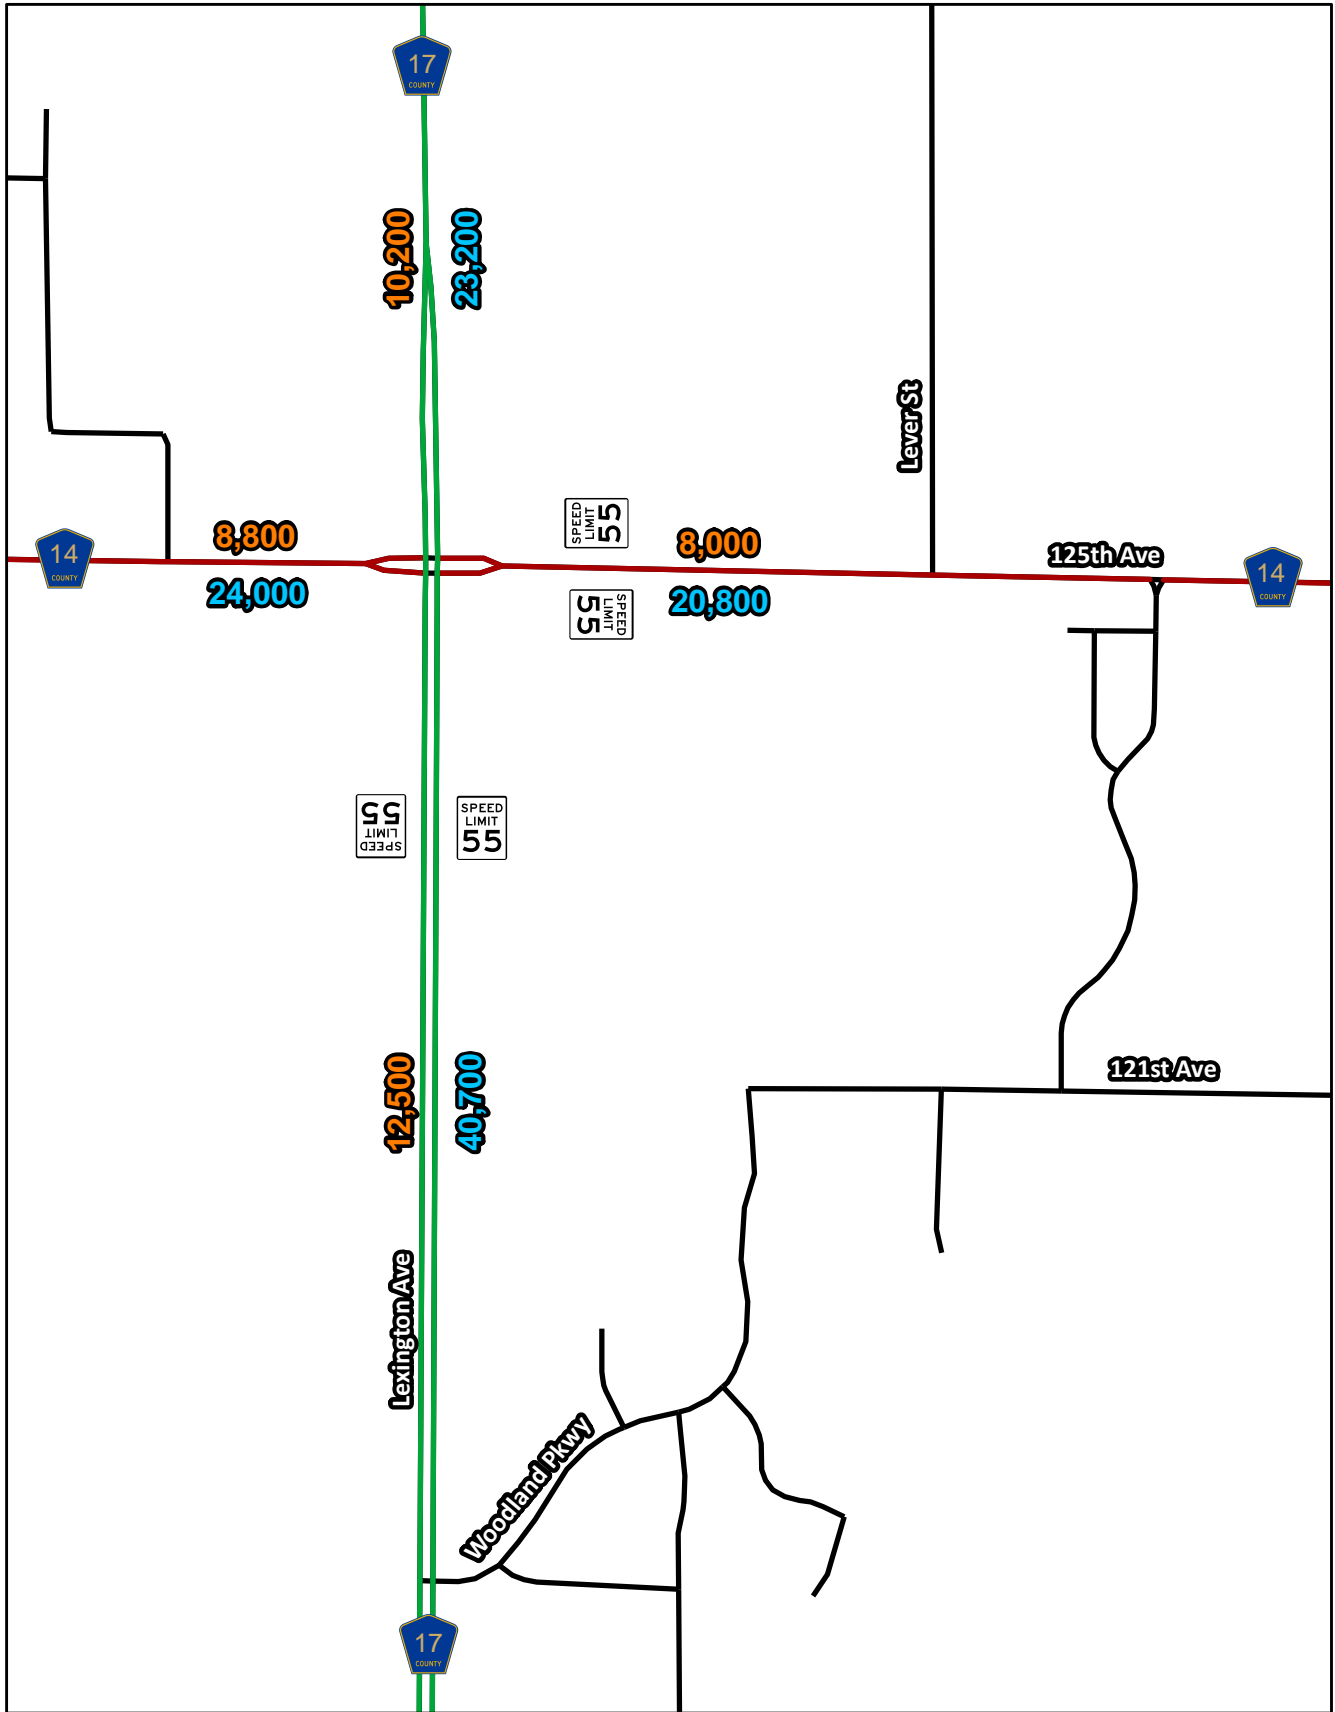 17
COUNTY
10,200
23,200
Lever St
SPEED
LIMIT
55
8,800
8,000
125th Ave
14
COUNTY
14
COUNTY
24,000
20,800
SPEED
LIMIT
55
SPEED
LIMIT
55
SPEED
LIMIT
55
12,500
40,700
121st Ave
Lexington Ave
Woodland Pkwy
17
COUNTY